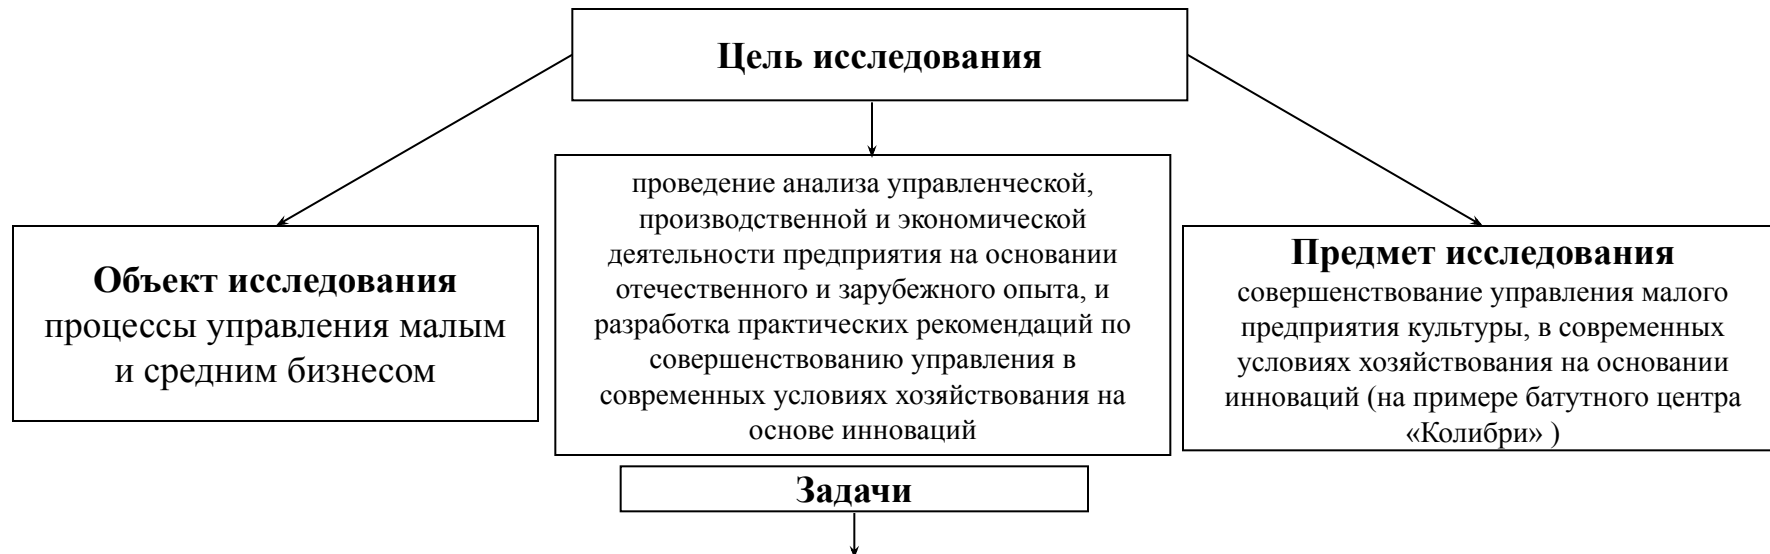 Цель исследования
проведение анализа управленческой,
производственной и экономической
деятельности предприятия на основании
отечественного и зарубежного опыта, и
разработка практических рекомендаций по
совершенствованию управления в
современных условиях хозяйствования на
основе инноваций
Объект исследования
процессы управления малым
и средним бизнесом
Предмет исследования
совершенствование управления малого
предприятия культуры, в современных
условиях хозяйствования на основании
инноваций (на примере батутного центра
«Колибри» )
Задачи